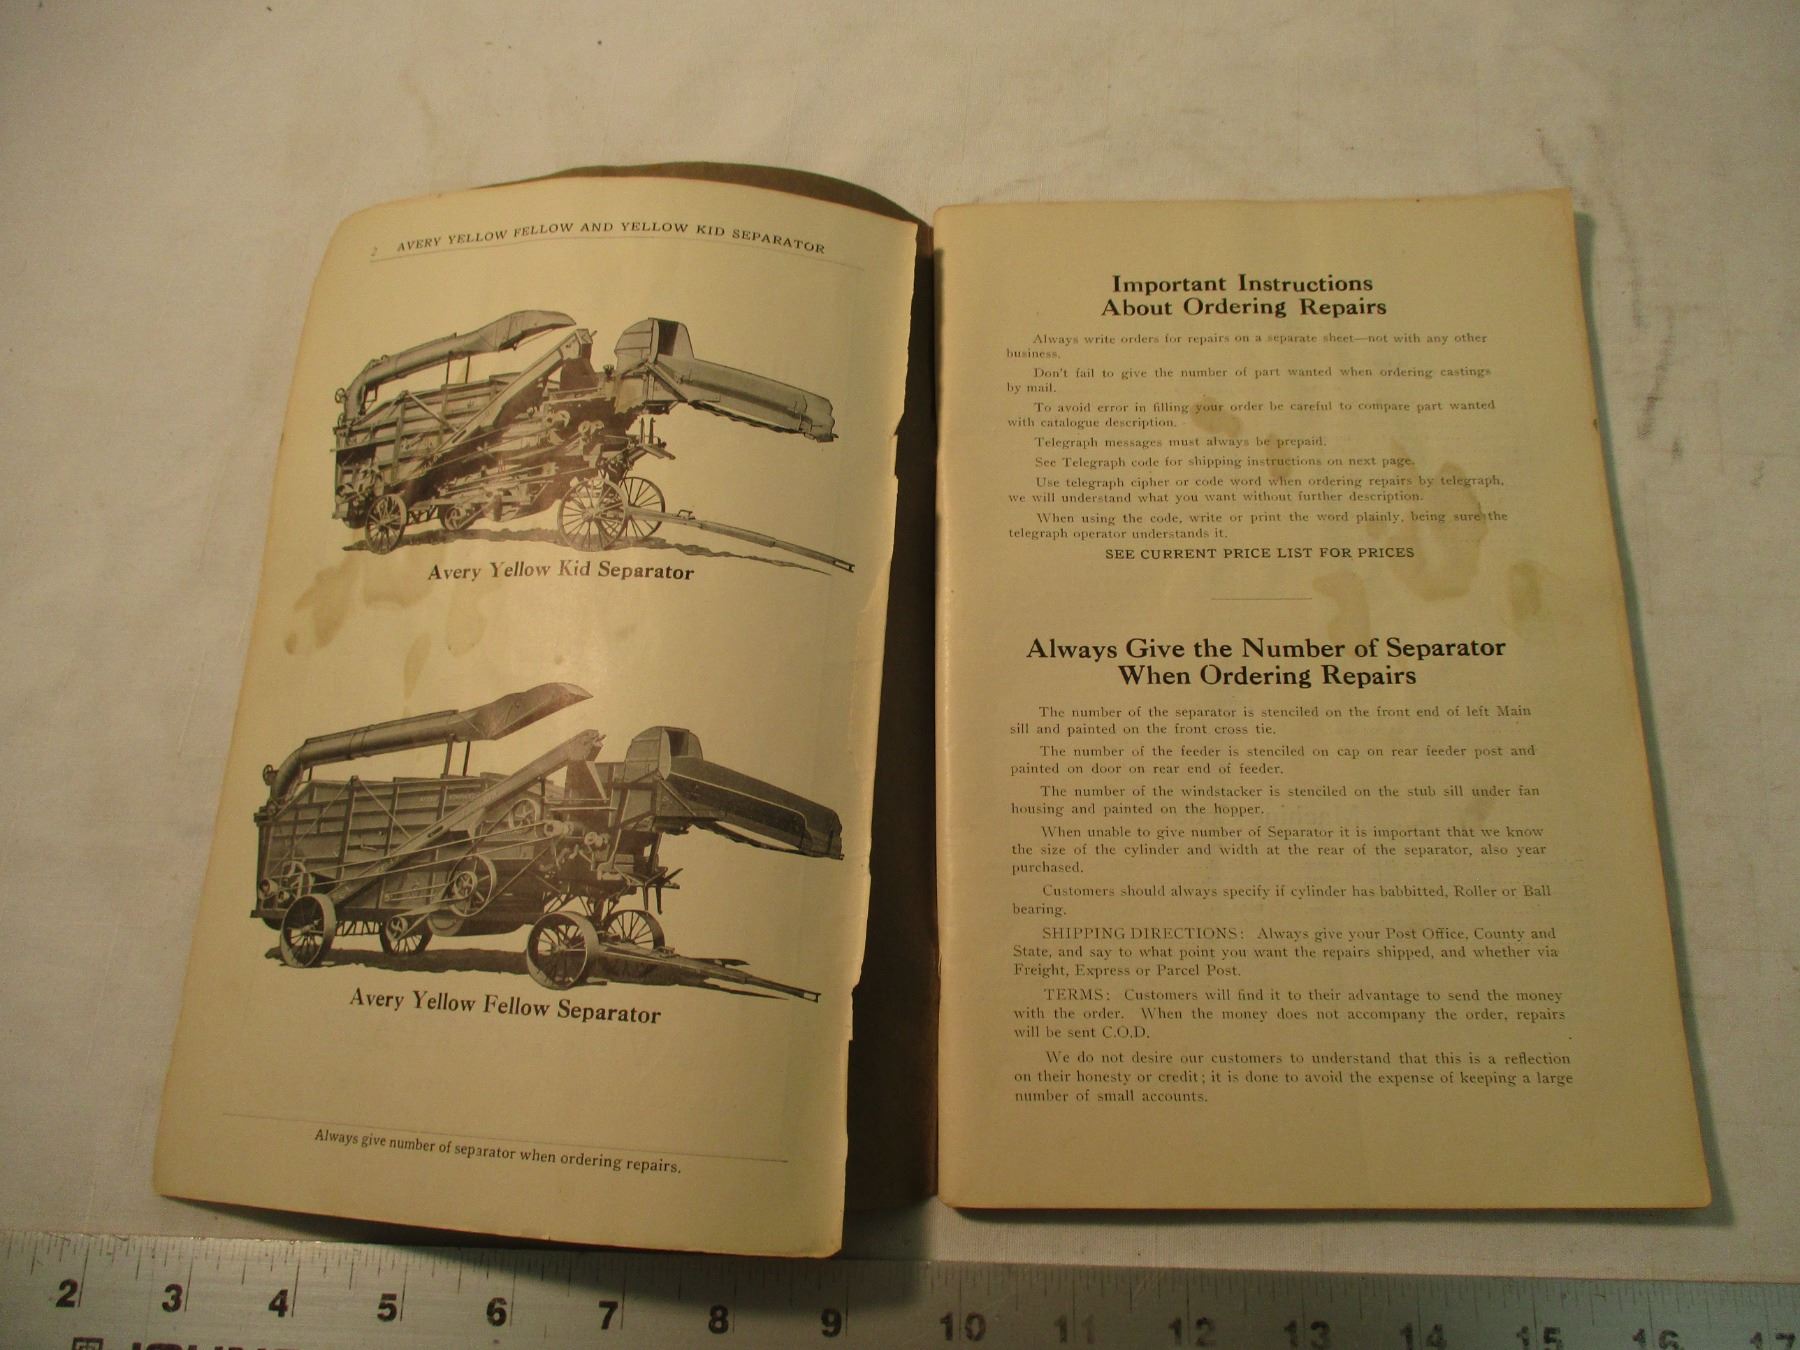 2 AVERY YELLOW FELLOW AND YELLOW KID SEPARATOR
Avery Yellow Kid Separator
Avery Yellow Fellow Separator
Always give number of separator when ordering repairs.
Important Instructions
About Ordering Repairs
Always write orders for repairs on a separate sheet—not with any other
business.
Don't fail to give the number of part wanted when ordering castings
by mail.
To avoid error in filling your order be careful to compare part wanted
with catalogue description.
Telegraph messages must always be prepaid.
See Telegraph code for shipping instructions on next page.
Use telegraph cipher or code word when ordering repairs by telegraph,
we will understand what you want without further description.
When using the code, write or print the word plainly, being sure the
telegraph operator understands it.
SEE CURRENT PRICE LIST FOR PRICES
Always Give the Number of Separator
When Ordering Repairs
The number of the separator is stenciled on the front end of left Main
sill and painted on the front cross tie.
The number of the feeder is stenciled on cap on rear feeder post and
painted on door on rear end of feeder.
The number of the windstacker is stenciled on the stub sill under fan
housing and painted on the hopper.
When unable to give number of Separator it is important that we know
the size of the cylinder and width at the rear of the separator, also year
purchased.
Customers should always specify if cylinder has babbitted, Roller or Ball
bearing.
SHIPPING DIRECTIONS: Always give your Post Office, County and
State, and say to what point you want the repairs shipped, and whether via
Freight, Express or Parcel Post.
TERMS: Customers will find it to their advantage to send the money
with the order. When the money does not accompany the order, repairs
will be sent C.O.D.
We do not desire our customers to understand that this is a reflection
on their honesty or credit; it is done to avoid the expense of keeping a large
number of small accounts.
2 3 4 5 6 7 8 9 10 11 12 13 14 15 16 17